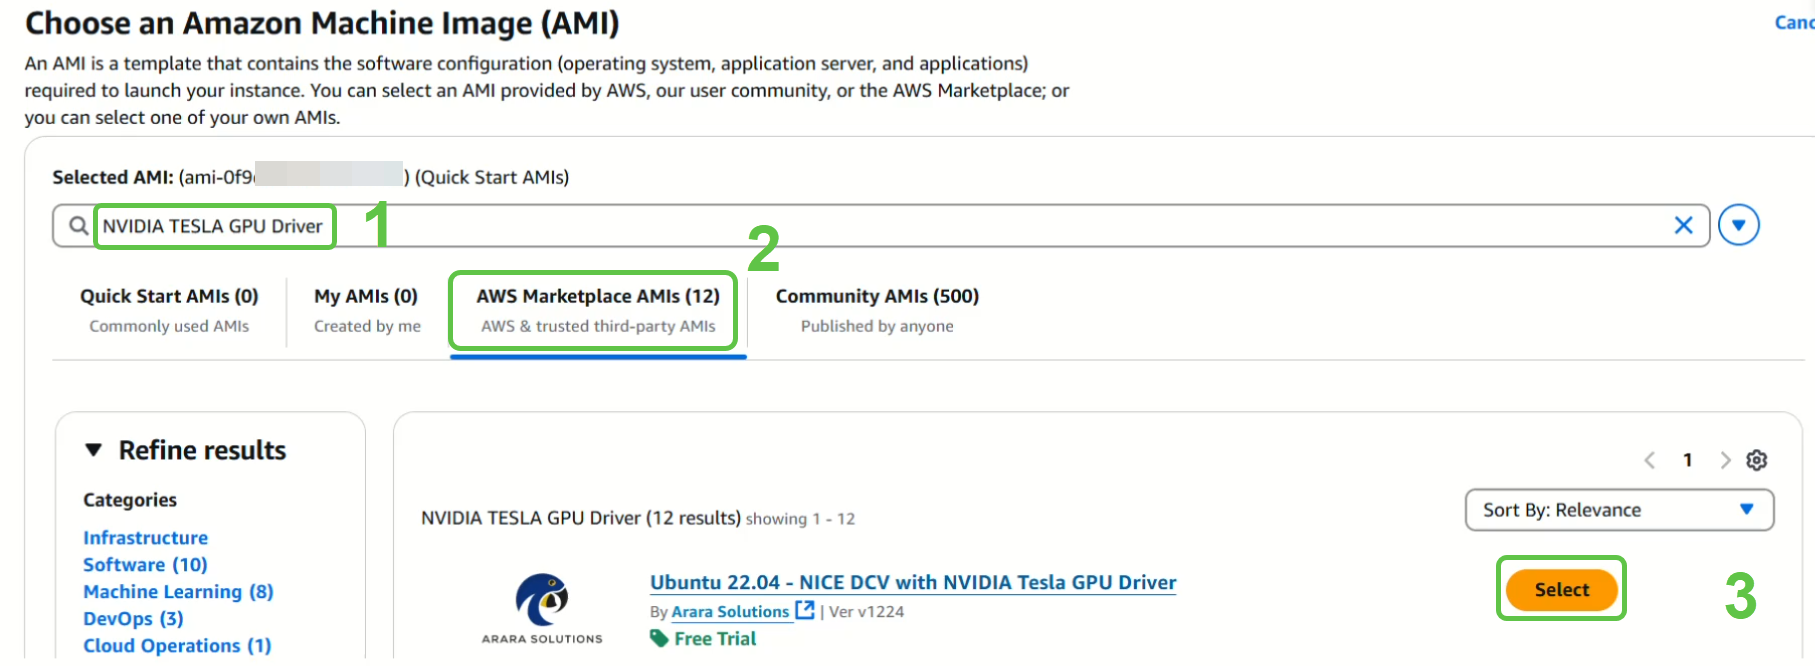 Choose an Amazon Machine Image (AMI)
Canc
An AMI is a template that contains the software configuration (operating system, application server, and applications)
required to launch your instance. You can select an AMI provided by AWS, our user community, or the AWS Marketplace; or
you can select one of your own AMIs.
Selected AMI: (ami-0f9 ) (Quick Start AMIs)
NVIDIA TESLA GPU Driver
1
2
Quick Start AMIs (0)
Commonly used AMIs
My AMIs (0)
Created by me
AWS Marketplace AMIs (12)
AWS & trusted third-party AMIs
Community AMIs (500)
Published by anyone
Refine results
Categories
Infrastructure
Software (10)
Machine Learning (8)
DevOps (3)
Cloud Operations (1)
1
NVIDIA TESLA GPU Driver (12 results) showing 1 - 12
Sort By: Relevance
ARARA SOLUTIONS
Ubuntu 22.04 - NICE DCV with NVIDIA Tesla GPU Driver
By Arara Solutions | Ver v1224
Free Trial
Select
3